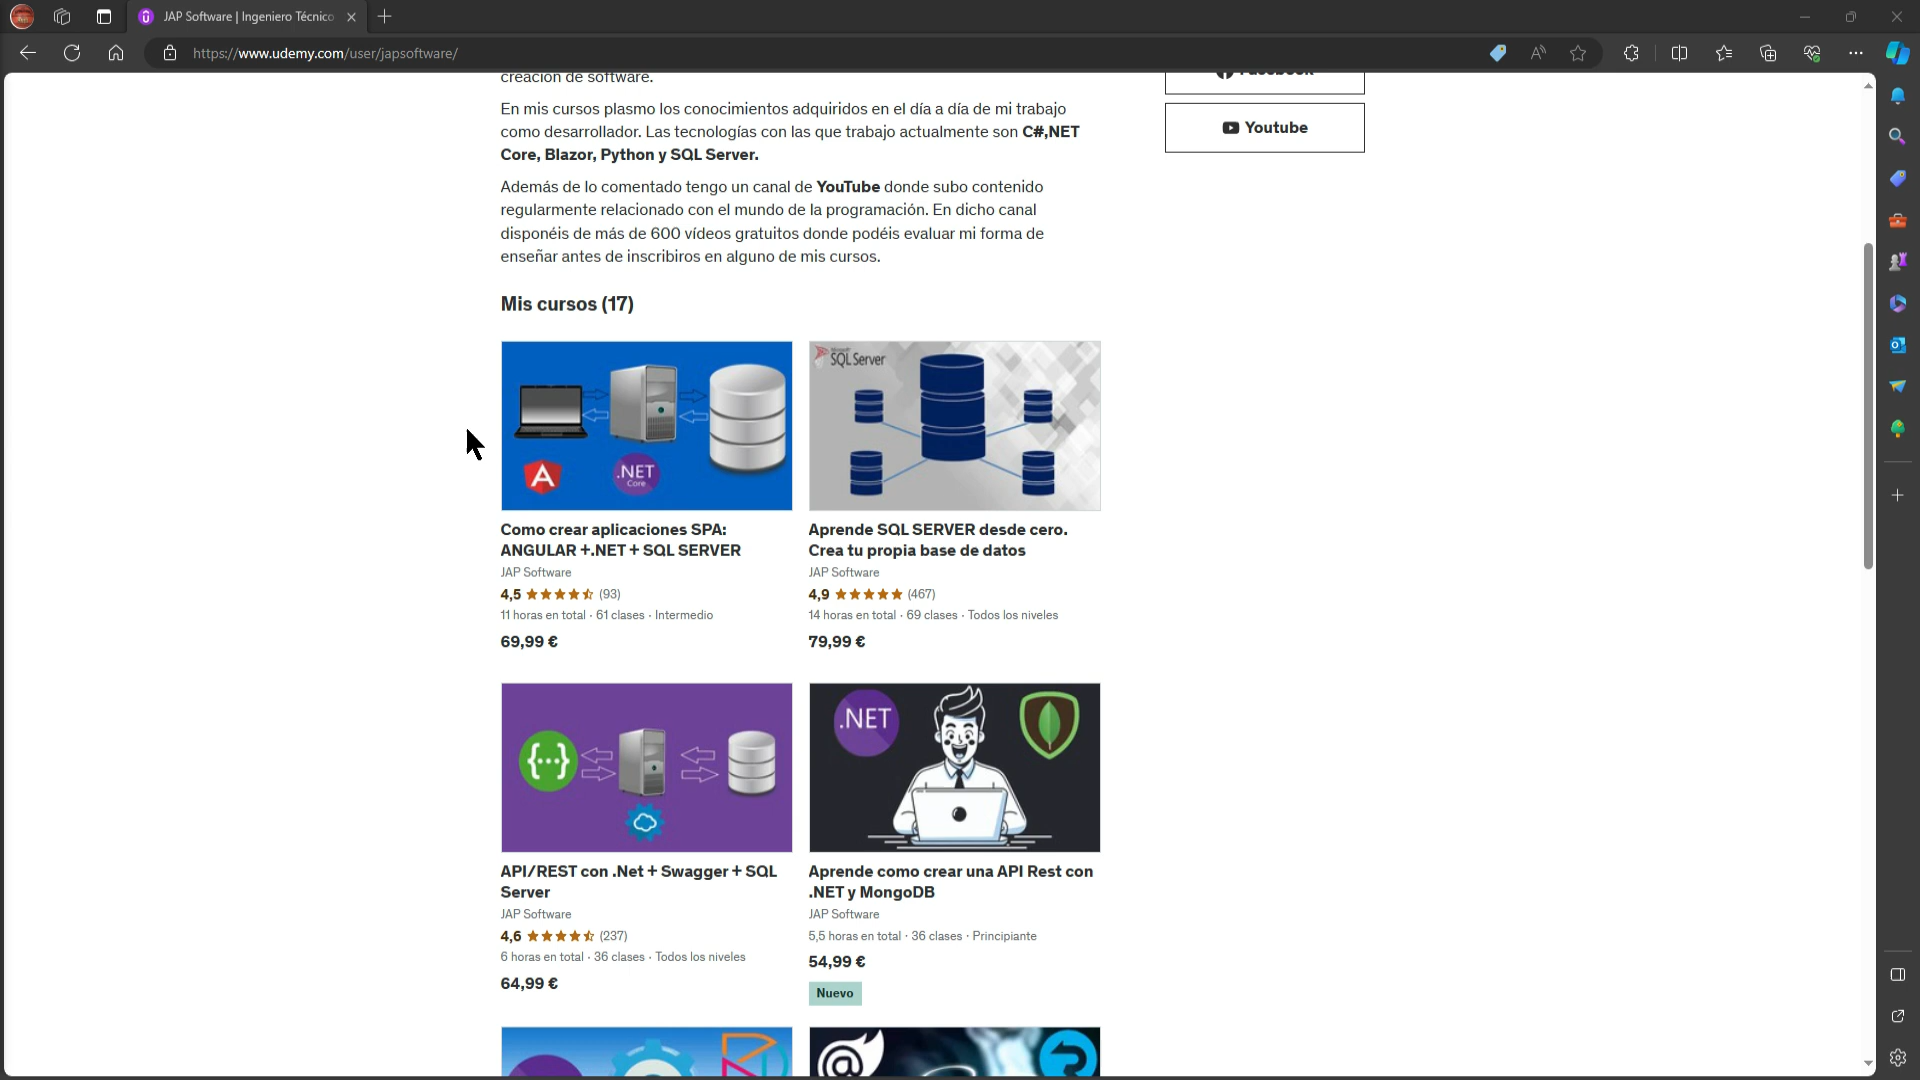 JAP Software | Ingeniero Técnico
https://www.udemy.com/user/japsoftware/
creación de software.
En mis cursos plasmo los conocimientos adquiridos en el día a día de mi trabajo
como desarrollador. Las tecnologías con las que trabajo actualmente son C#,NET
Core, Blazor, Python y SQL Server.
Además de lo comentado tengo un canal de YouTube donde subo contenido
regularmente relacionado con el mundo de la programación. En dicho canal
disponéis de más de 600 vídeos gratuitos donde podéis evaluar mi forma de
enseñar antes de inscribiros en alguno de mis cursos.
Facebook
Youtube
Mis cursos (17)
.NET
Core
Como crear aplicaciones SPA:
ANGULAR +.NET + SQL SERVER
JAP Software
4,5 (93)
11 horas en total · 61 clases · Intermedio
69,99 €
SQL Server
Aprende SQL SERVER desde cero.
Crea tu propia base de datos
JAP Software
4,9 (467)
14 horas en total · 69 clases · Todos los niveles
79,99 €
{···}
API/REST con .Net + Swagger + SQL
Server
JAP Software
4,6 (237)
6 horas en total · 36 clases · Todos los niveles
64,99 €
.NET
Aprende como crear una API Rest con
.NET y MongoDB
JAP Software
5,5 horas en total · 36 clases · Principiante
54,99 €
Nuevo
@